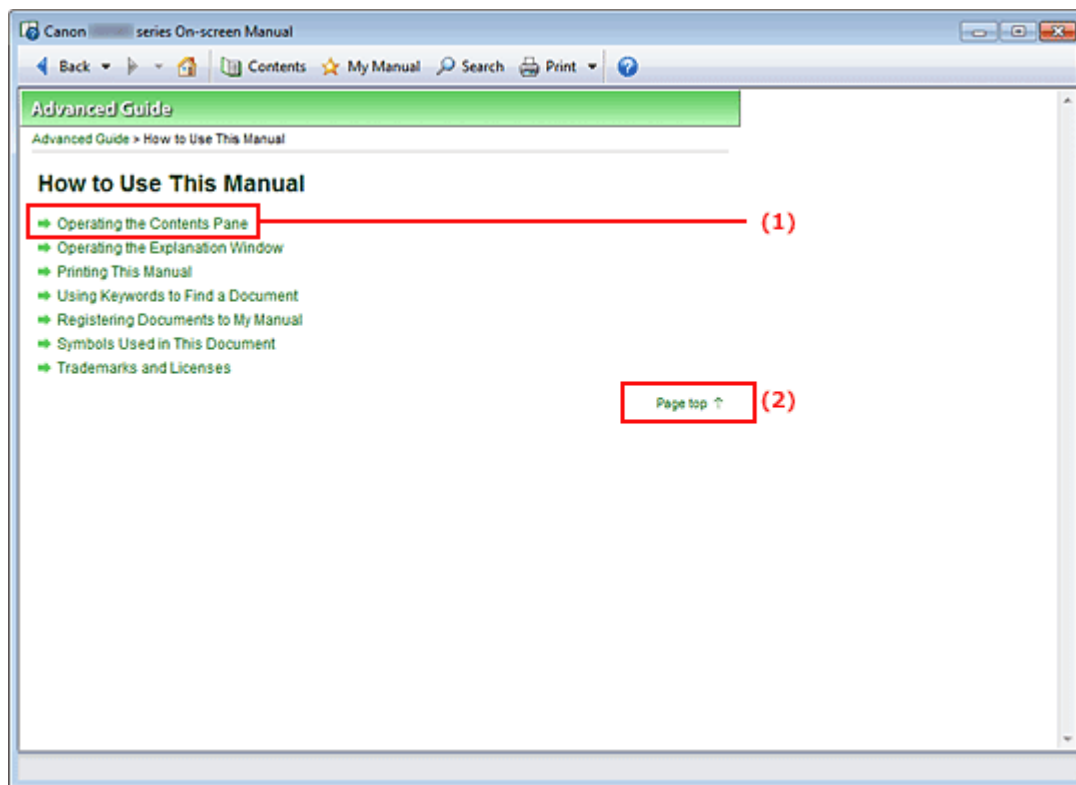 Canon series On-screen Manual
Back Contents My Manual Search Print
Advanced Guide
Advanced Guide > How to Use This Manual
How to Use This Manual
Operating the Contents Pane (1)
Operating the Explanation Window
Printing This Manual
Using Keywords to Find a Document
Registering Documents to My Manual
Symbols Used in This Document
Trademarks and Licenses
Page top ↑ (2)